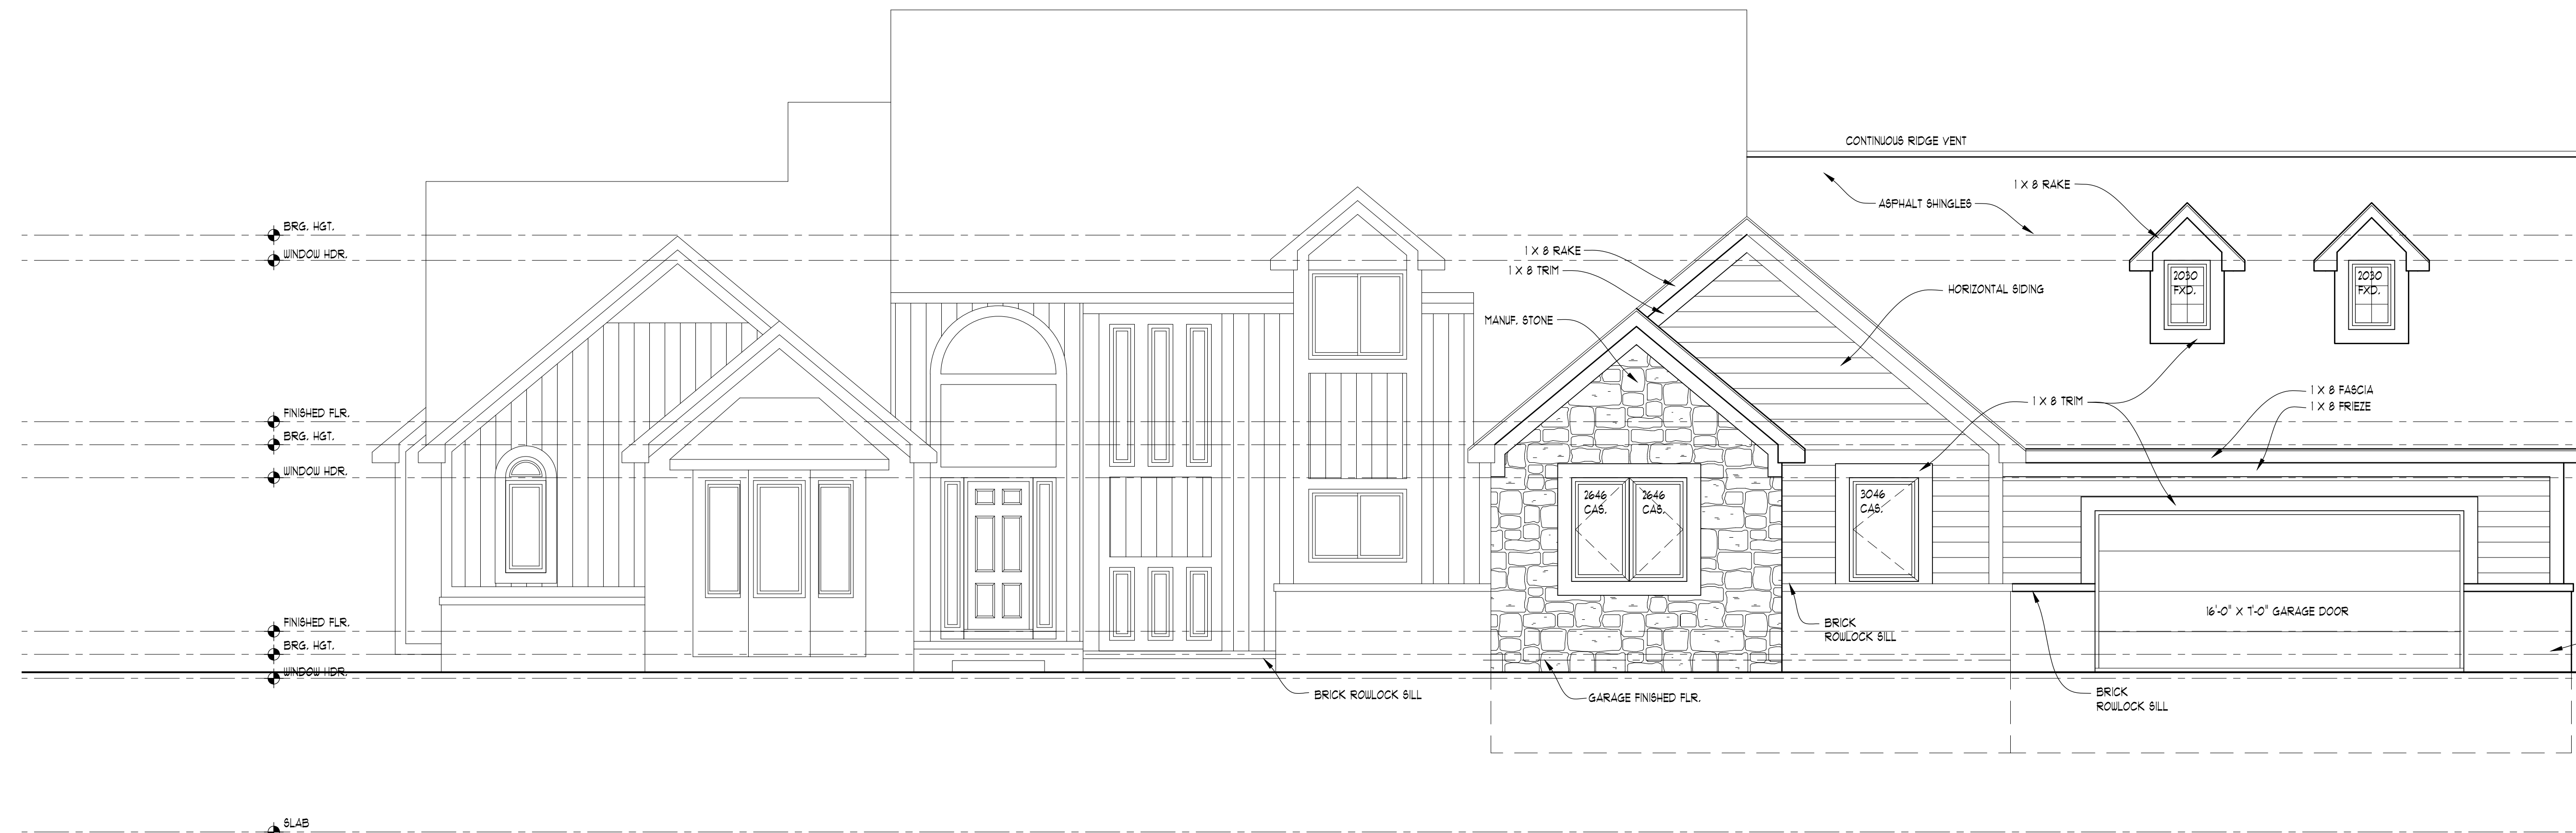 CONTINUOUS RIDGE VENT
1 X 8 RAKE
ASPHALT SHINGLES
BRG. HGT.
WINDOW HDR.
1 X 8 RAKE
1 X 8 TRIM
2030
FXD.
2030
FXD.
HORIZONTAL SIDING
MANUF. STONE
1 X 8 FASCIA
1 X 8 TRIM
1 X 8 FRIEZE
FINISHED FLR.
BRG. HGT.
WINDOW HDR.
2646
CAS.
2646
CAS.
3046
CAS.
16'-0" X 7'-0" GARAGE DOOR
FINISHED FLR.
BRICK
ROWLOCK SILL
BRG. HGT.
WINDOW HDR.
BRICK ROWLOCK SILL
GARAGE FINISHED FLR.
BRICK
ROWLOCK SILL
SLAB